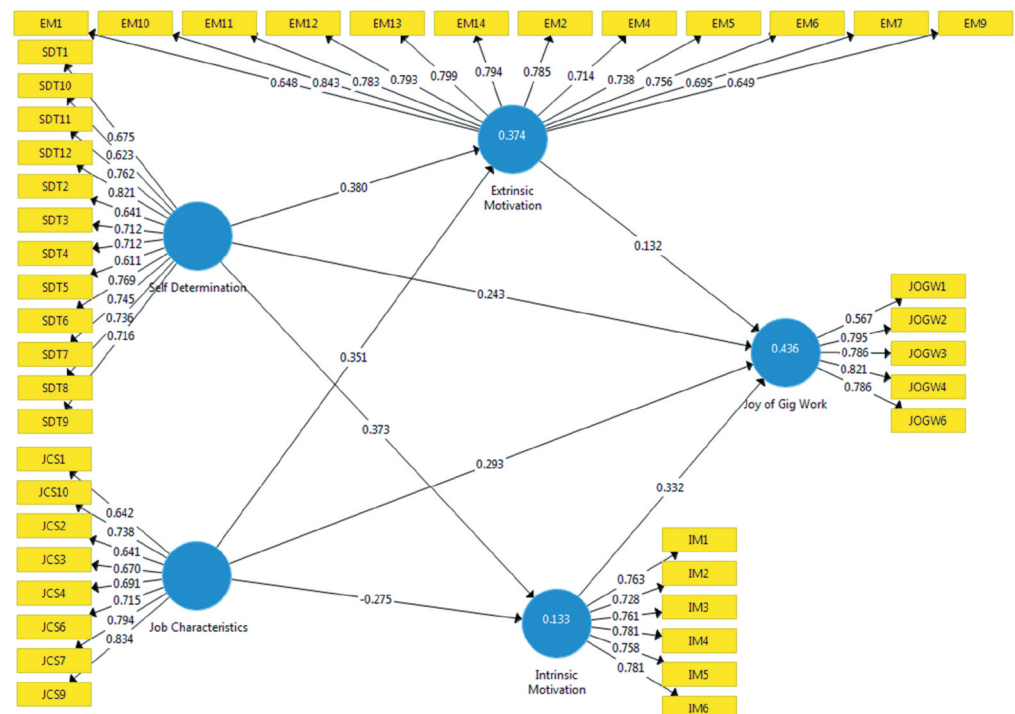 EM1 EM10 EM11 EM12 EM13 EM14 EM2 EM4 EM5 EM6 EM7 EM9
0.648 0.843 0.783 0.793 0.799 0.794 0.785 0.714 0.738 0.756 0.695 0.649
SDT1
SDT10
SDT11
SDT12
SDT2
SDT3
SDT4
SDT5
SDT6
SDT7
SDT8
SDT9
0.675
0.623
0.762
0.821
0.641
0.712
0.712
0.611
0.769
0.745
0.736
0.716
Self Determination
0.374
Extrinsic
Motivation
0.380
0.132
0.243
0.351
0.373
0.436
Joy of Gig Work
0.567
0.795
0.786
0.821
0.786
JOGW1
JOGW2
JOGW3
JOGW4
JOGW6
JCS1
JCS10
JCS2
JCS3
JCS4
JCS6
JCS7
JCS9
0.642
0.738
0.641
0.670
0.691
0.715
0.794
0.834
Job Characteristics
0.293
0.332
-0.275
0.133
Intrinsic
Motivation
0.763
0.728
0.761
0.781
0.758
0.781
IM1
IM2
IM3
IM4
IM5
IM6